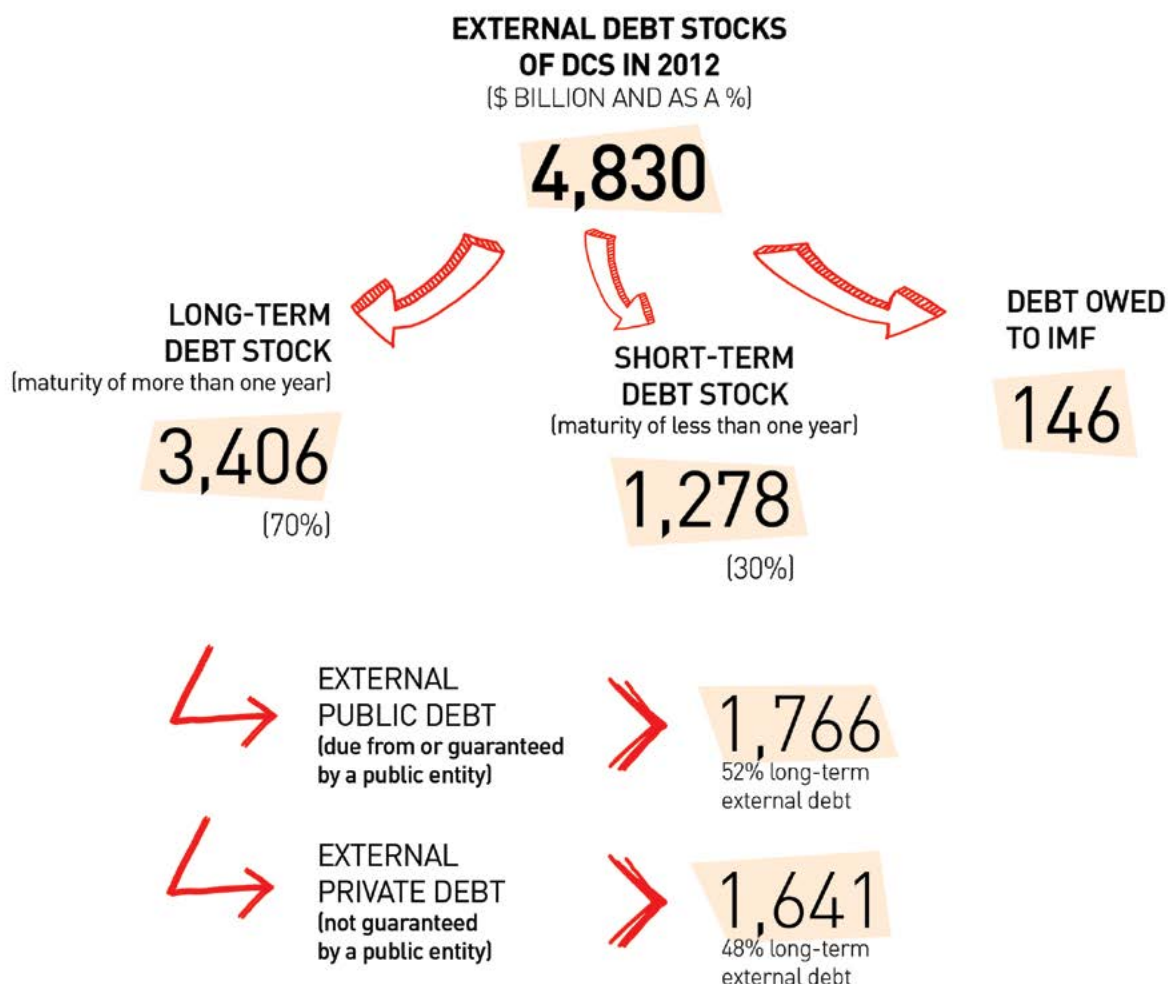 EXTERNAL DEBT STOCKS
OF DCS IN 2012
($ BILLION AND AS A %)
4,830
LONG-TERM
DEBT STOCK
(maturity of more than one year)
3,406
(70%)
SHORT-TERM
DEBT STOCK
(maturity of less than one year)
1,278
(30%)
DEBT OWED
TO IMF
146
EXTERNAL
PUBLIC DEBT
(due from or guaranteed
by a public entity)
1,766
52% long-term
external debt
EXTERNAL
PRIVATE DEBT
(not guaranteed
by a public entity)
1,641
48% long-term
external debt